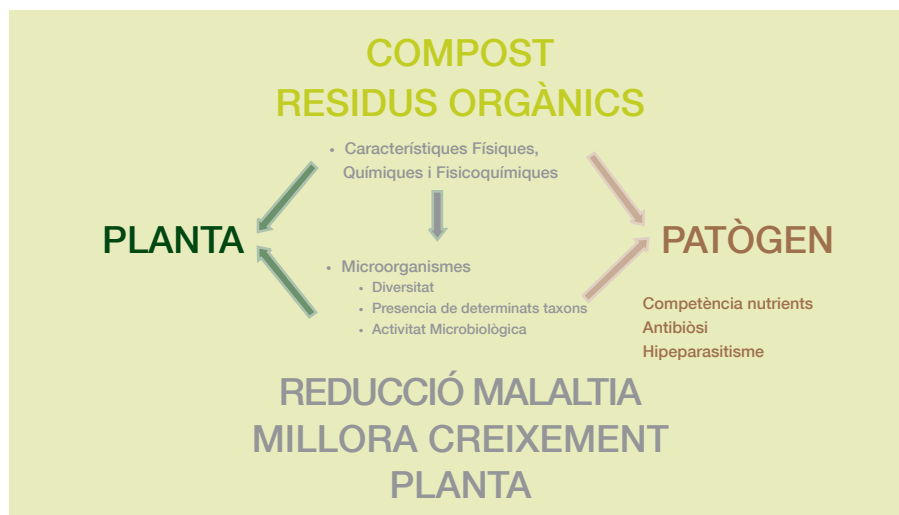 COMPOST
RESIDUS ORGÀNICS
• Característiques Físiques,
Químiques i Fisicoquímiques
PLANTA
PATÒGEN
• Microorganismes
• Diversitat
• Presencia de determinats taxons
• Activitat Microbiològica
Competència nutrients
Antibiòsi
Hipeparasitisme
REDUCCIÓ MALALTIA
MILLORA CREIXEMENT
PLANTA